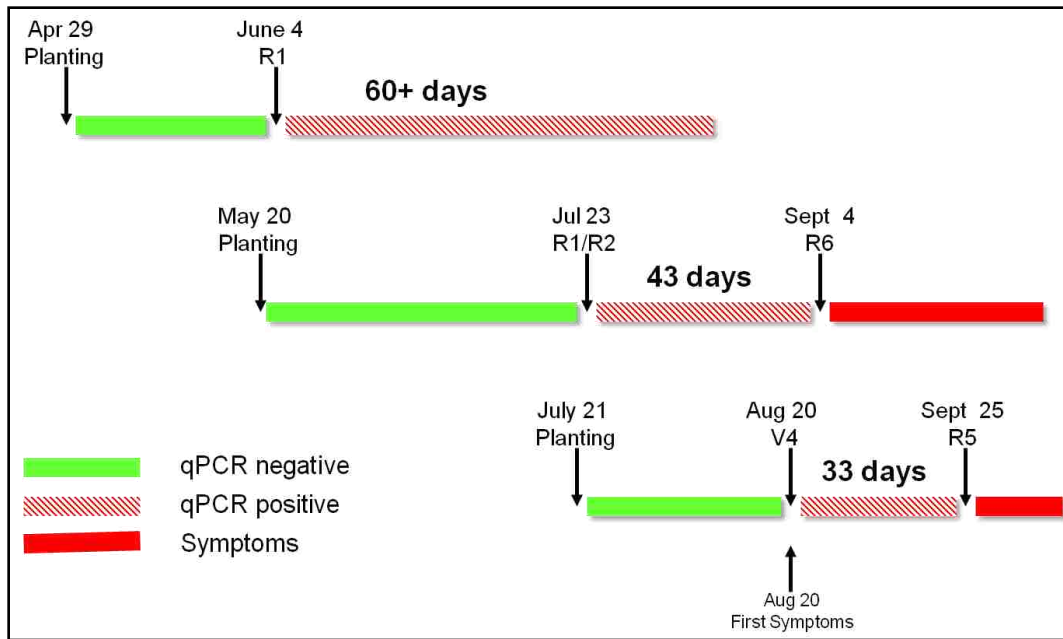 Apr 29
Planting
June 4
R1
60+ days
May 20
Planting
Jul 23
R1/R2
Sept 4
R6
43 days
July 21
Planting
Aug 20
V4
Sept 25
R5
33 days
qPCR negative
qPCR positive
Symptoms
Aug 20
First Symptoms